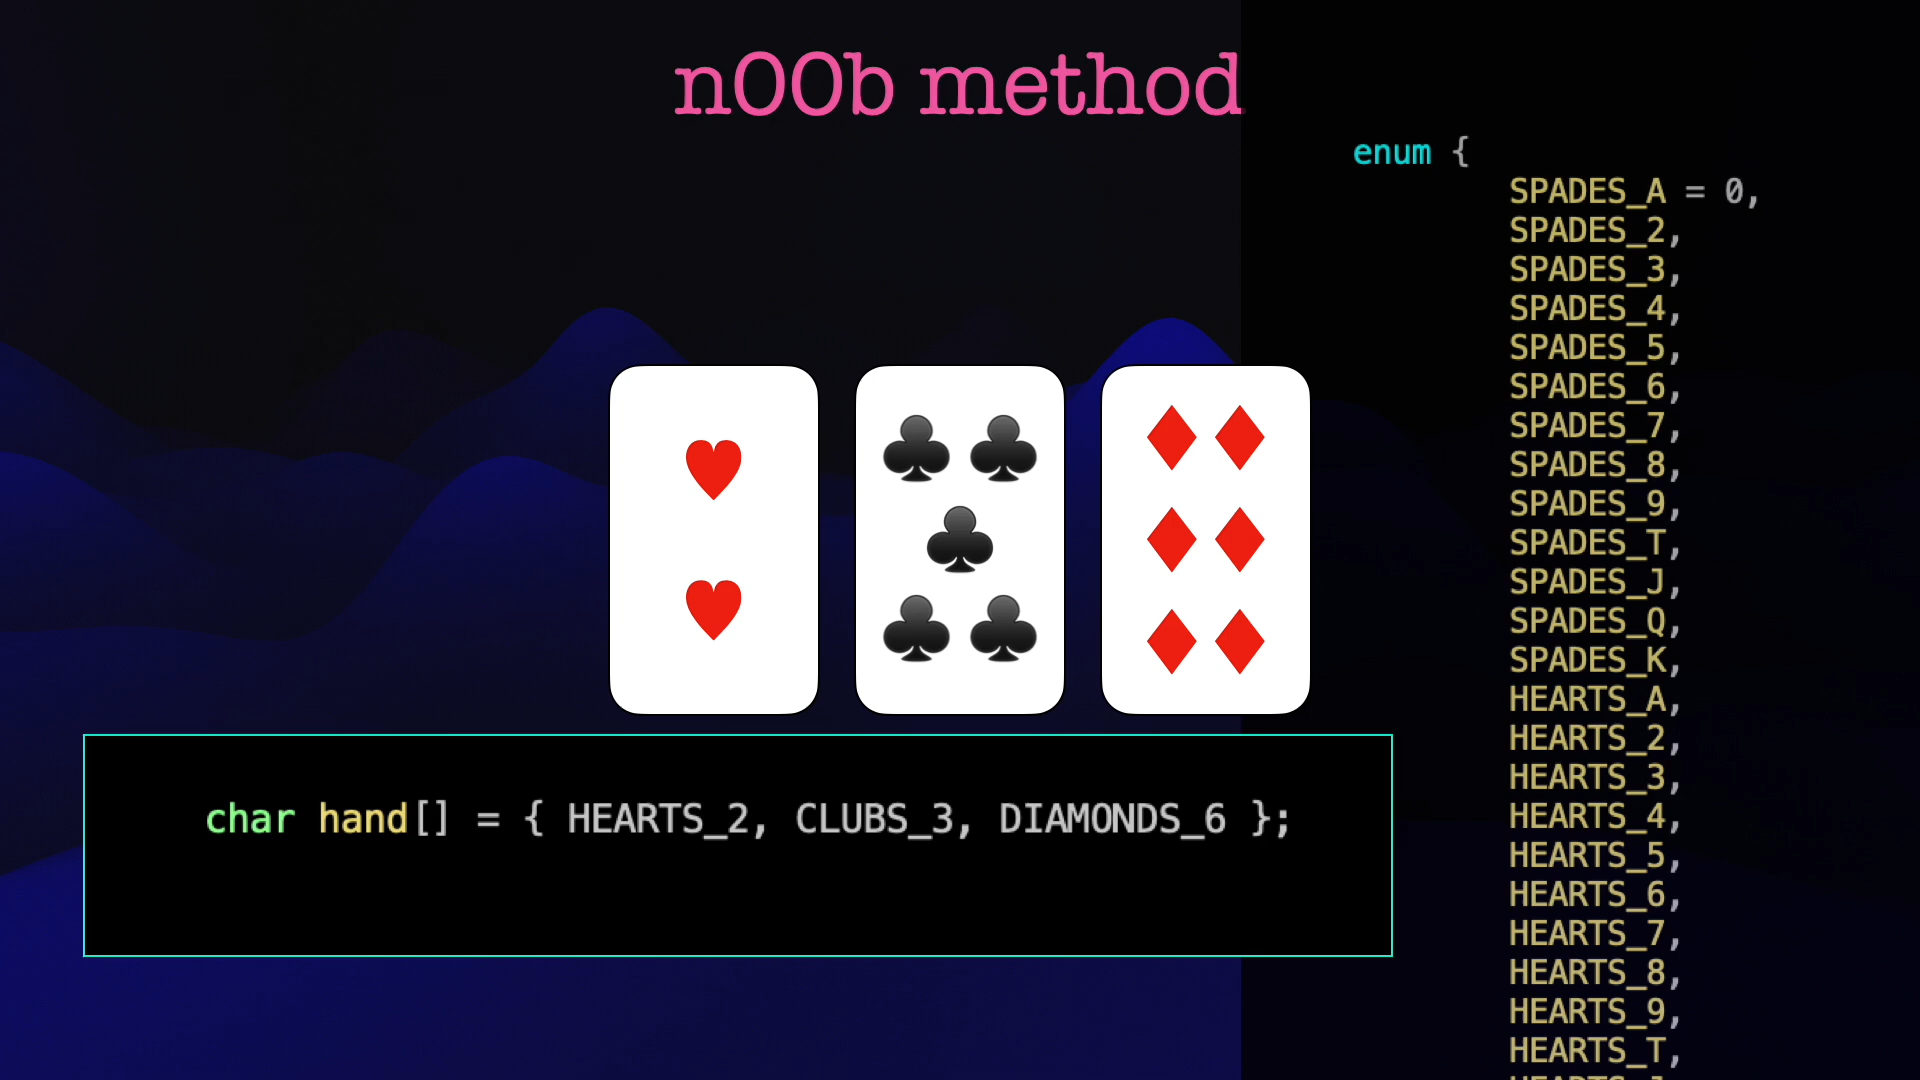 n00b method
enum {
SPADES_A = 0,
SPADES_2,
SPADES_3,
SPADES_4,
SPADES_5,
SPADES_6,
SPADES_7,
SPADES_8,
SPADES_9,
SPADES_T,
SPADES_J,
SPADES_Q,
SPADES_K,
HEARTS_A,
HEARTS_2,
HEARTS_3,
HEARTS_4,
HEARTS_5,
HEARTS_6,
HEARTS_7,
HEARTS_8,
HEARTS_9,
HEARTS_T,
char hand[] = { HEARTS_2, CLUBS_3, DIAMONDS_6 };